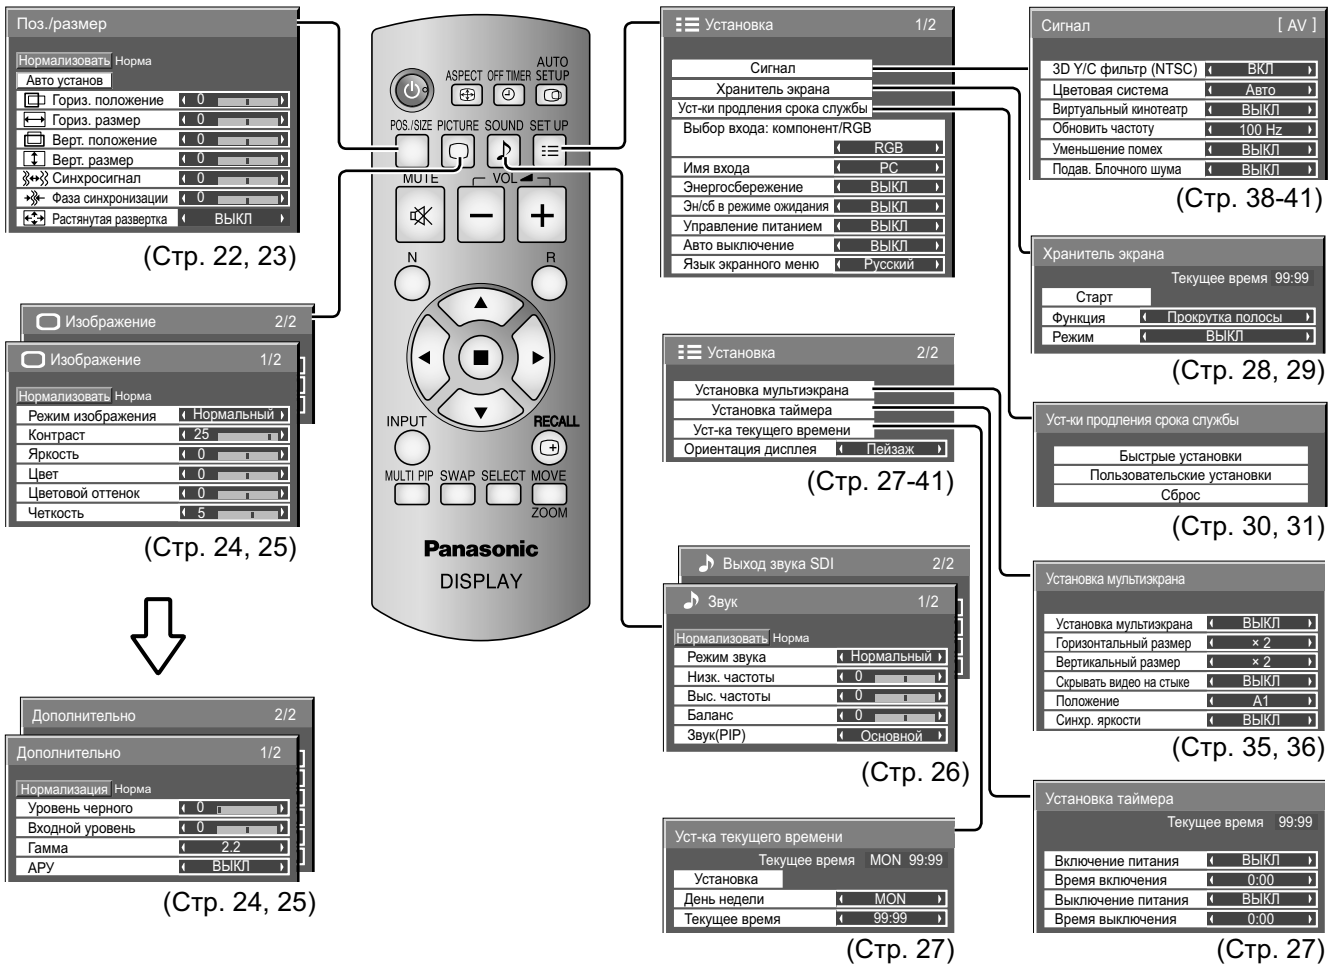 Поз./размер
Нормализовать Норма
Авто установ
Гориз. положение 0
Гориз. размер 0
Верт. положение 0
Верт. размер 0
Синхросигнал 0
Фаза синхронизации 0
Растянутая развертка ВЫКЛ
(Стр. 22, 23)
Изображение 2/2
Изображение 1/2
Нормализовать Норма
Режим изображения Нормальный
Контраст 25
Яркость 0
Цвет 0
Цветовой оттенок 0
Четкость 5
(Стр. 24, 25)
Дополнительно 2/2
Дополнительно 1/2
Нормализация Норма
Уровень черного 0
Входной уровень 0
Гамма 2.2
АРУ ВЫКЛ
(Стр. 24, 25)
AUTO
ASPECT OFF TIMER SETUP
POS./SIZE PICTURE SOUND SET UP
MUTE VOL
N R
INPUT RECALL
MULTI PIP SWAP SELECT MOVE
ZOOM
Panasonic
DISPLAY
Установка 1/2
Сигнал
Хранитель экрана
Уст-ки продления срока службы
Выбор входа: компонент/RGB
RGB
Имя входа PC
Энергосбережение ВЫКЛ
Эн/сб в режиме ожидания ВЫКЛ
Управление питанием ВЫКЛ
Авто выключение ВЫКЛ
Язык экранного меню Русский
Установка 2/2
Установка мультиэкрана
Установка таймера
Уст-ка текущего времени
Ориентация дисплея Пейзаж
(Стр. 27-41)
Выход звука SDI 2/2
Звук 1/2
Нормализовать Норма
Режим звука Нормальный
Низк. частоты 0
Выс. частоты 0
Баланс 0
Звук(PIP) Основной
(Стр. 26)
Уст-ка текущего времени
Текущее время MON 99:99
Установка
День недели MON
Текущее время 99:99
(Стр. 27)
Сигнал [ AV ]
3D Y/C фильтр (NTSC) ВКЛ
Цветовая система Авто
Виртуальный кинотеатр ВЫКЛ
Обновить частоту 100 Hz
Уменьшение помех ВЫКЛ
Подав. Блочного шума ВЫКЛ
(Стр. 38-41)
Хранитель экрана
Текущее время 99:99
Старт
Функция Прокрутка полосы
Режим ВЫКЛ
(Стр. 28, 29)
Уст-ки продления срока службы
Быстрые установки
Пользовательские установки
Сброс
(Стр. 30, 31)
Установка мультиэкрана
Установка мультиэкрана ВЫКЛ
Горизонтальный размер × 2
Вертикальный размер × 2
Скрывать видео на стыке ВЫКЛ
Положение A1
Синхр. яркости ВЫКЛ
(Стр. 35, 36)
Установка таймера
Текущее время 99:99
Включение питания ВЫКЛ
Время включения 0:00
Выключение питания ВЫКЛ
Время выключения 0:00
(Стр. 27)